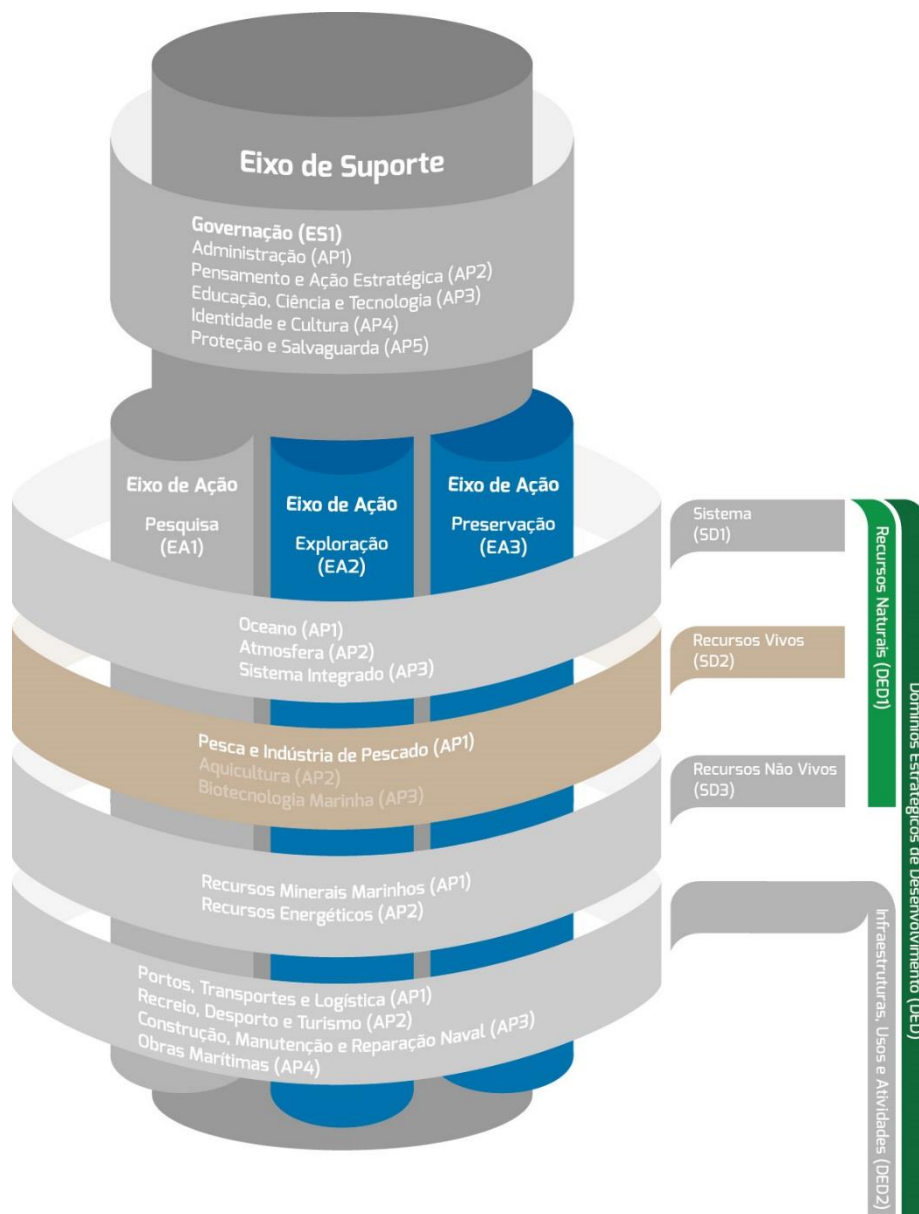 Eixo de Suporte
Governação (ES1)
Administração (AP1)
Pensamento e Ação Estratégica (AP2)
Educação, Ciência e Tecnologia (AP3)
Identidade e Cultura (AP4)
Proteção e Salvaguarda (AP5)
Eixo de Ação
Pesquisa
(EA1)
Eixo de Ação
Exploração
(EA2)
Eixo de Ação
Preservação
(EA3)
Oceano (AP1)
Atmosfera (AP2)
Sistema Integrado (AP3)
Pesca e Indústria de Pescado (AP1)
Aquicultura (AP2)
Biotecnologia Marinha (AP3)
Recursos Minerais Marinhos (AP1)
Recursos Energéticos (AP2)
Portos, Transportes e Logística (AP1)
Recreio, Desporto e Turismo (AP2)
Construção, Manutenção e Reparação Naval (AP3)
Obras Marítimas (AP4)
Sistema
(SD1)
Recursos Vivos
(SD2)
Recursos Não Vivos
(SD3)
Recursos Naturais (DED1)
Infraestruturas, Usos e Atividades (DED2)
Domínios Estratégicos de Desenvolvimento (DED)